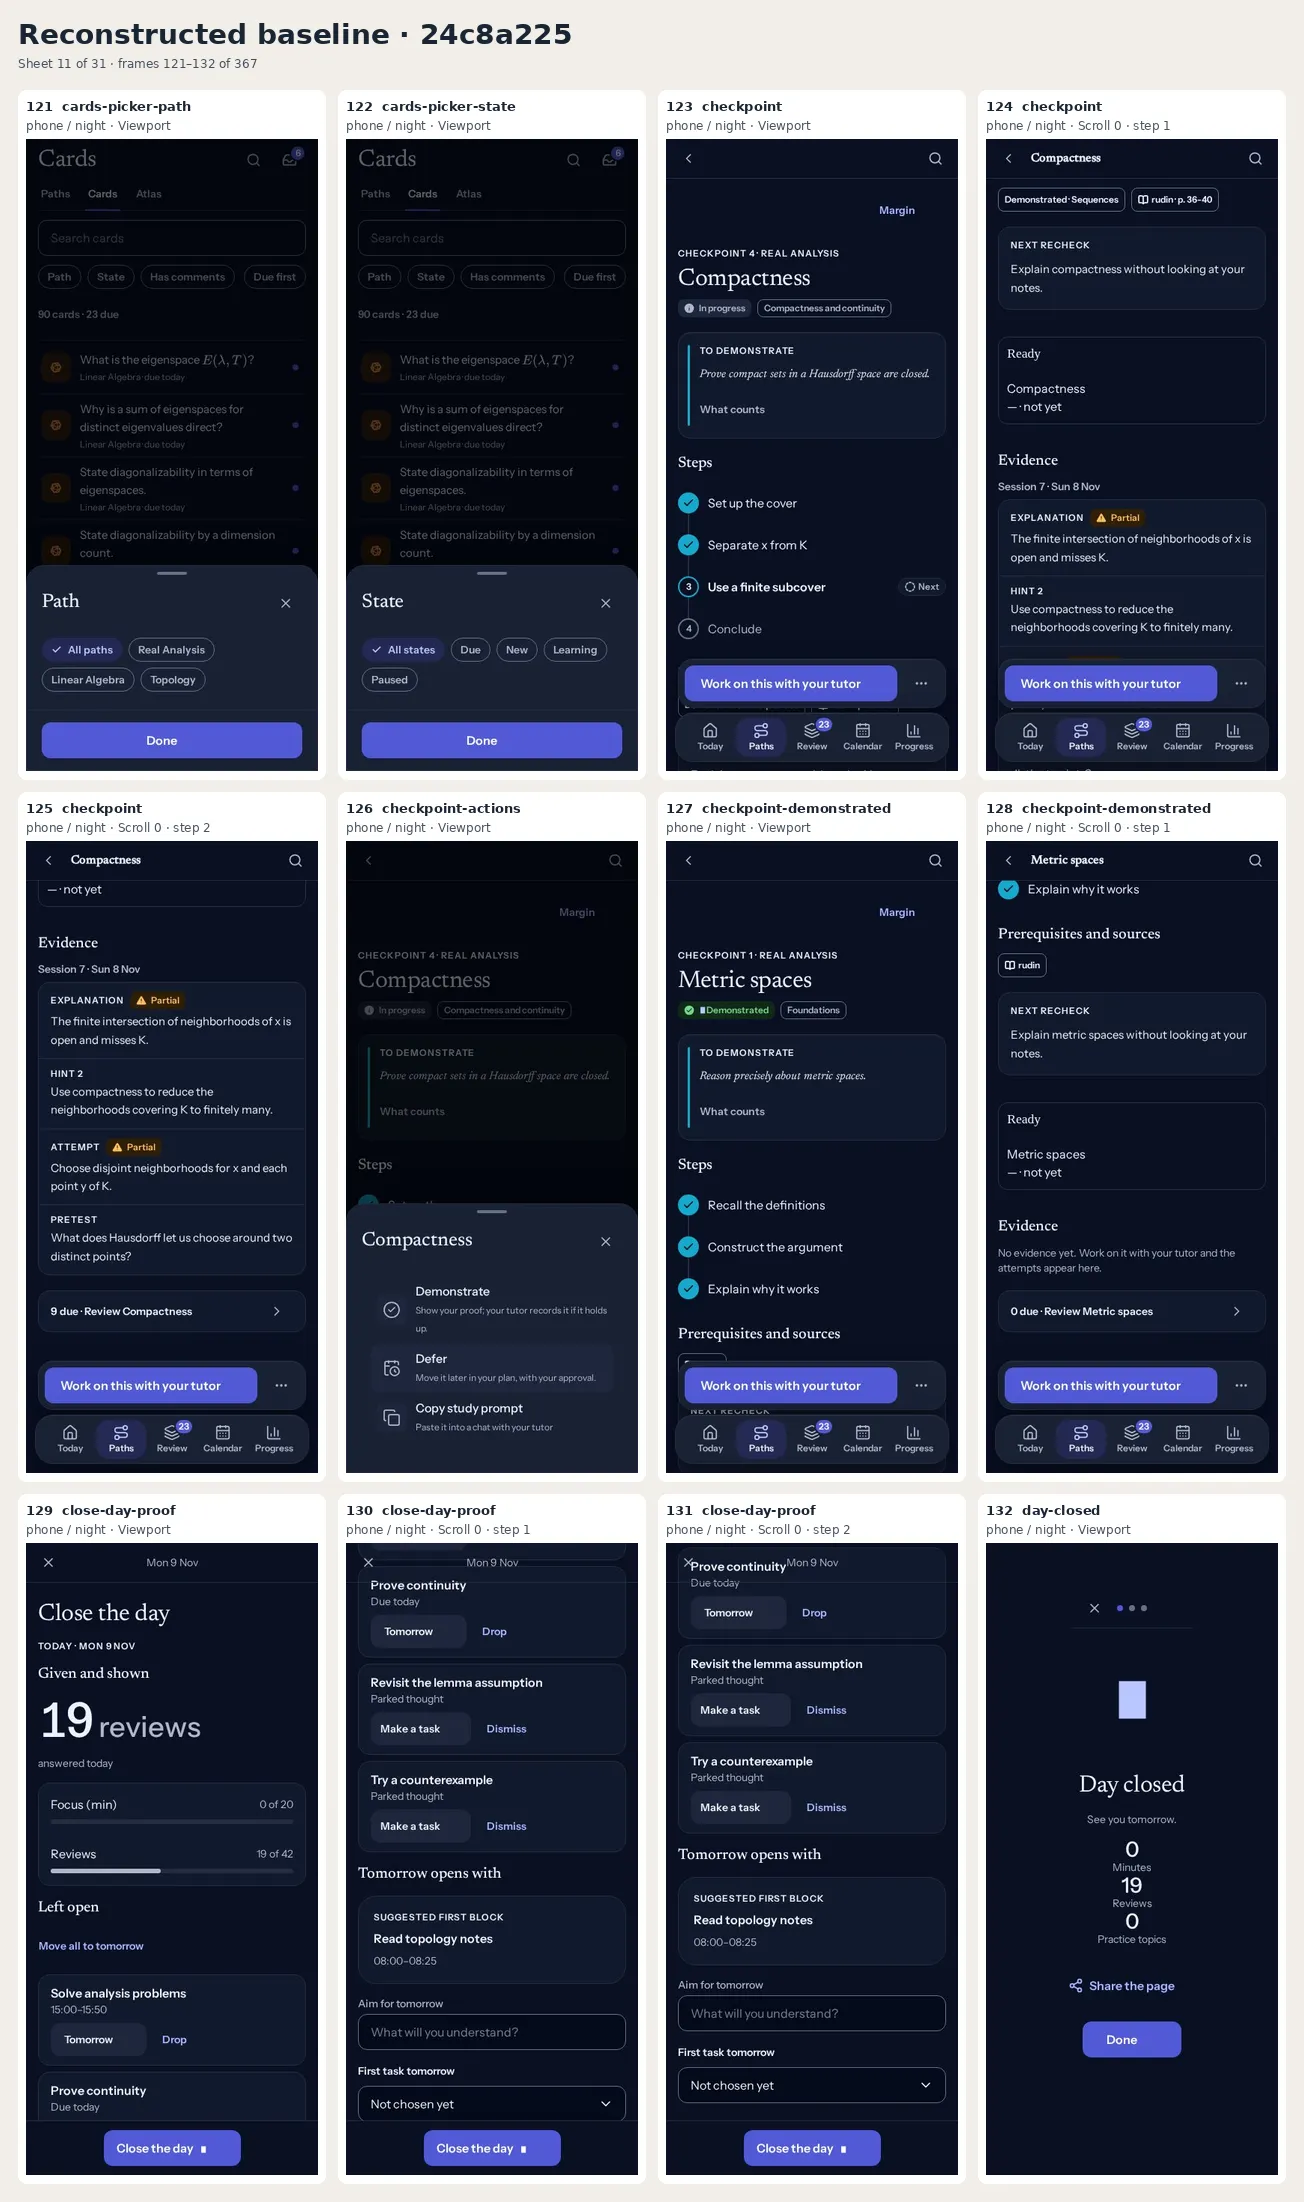 Reconstructed baseline · 24c8a225
Sheet 11 of 31 · frames 121–132 of 367
121 cards-picker-path
phone / night · Viewport
Cards
6
Paths
Cards
Atlas
Search cards
Path
State
Has comments
Due first
90 cards · 23 due
What is the eigenspace E(λ, T)?
Linear Algebra · due today
Why is a sum of eigenspaces for
distinct eigenvalues direct?
Linear Algebra · due today
State diagonalizability in terms of
eigenspaces.
Linear Algebra · due today
State diagonalizability by a dimension
count.
Path
All paths
Real Analysis
Linear Algebra
Topology
Done
122 cards-picker-state
phone / night · Viewport
Cards
6
Paths
Cards
Atlas
Search cards
Path
State
Has comments
Due first
90 cards · 23 due
What is the eigenspace E(λ, T)?
Linear Algebra · due today
Why is a sum of eigenspaces for
distinct eigenvalues direct?
Linear Algebra · due today
State diagonalizability in terms of
eigenspaces.
Linear Algebra · due today
State diagonalizability by a dimension
count.
State
All states
Due
New
Learning
Paused
Done
123 checkpoint
phone / night · Viewport
Margin
CHECKPOINT 4 · REAL ANALYSIS
Compactness
In progress
Compactness and continuity
TO DEMONSTRATE
Prove compact sets in a Hausdorff space are closed.
What counts
Steps
Set up the cover
Separate x from K
3
Use a finite subcover
Next
4
Conclude
Work on this with your tutor
Today
Paths
23
Review
Calendar
Progress
124 checkpoint
phone / night · Scroll 0 · step 1
Compactness
Demonstrated · Sequences
rudin · p. 36-40
NEXT RECHECK
Explain compactness without looking at your
notes.
Ready
Compactness
— · not yet
Evidence
Session 7 · Sun 8 Nov
EXPLANATION
Partial
The finite intersection of neighborhoods of x is
open and misses K.
HINT 2
Use compactness to reduce the
neighborhoods covering K to finitely many.
Work on this with your tutor
Today
Paths
23
Review
Calendar
Progress
125 checkpoint
phone / night · Scroll 0 · step 2
Compactness
— · not yet
Evidence
Session 7 · Sun 8 Nov
EXPLANATION
Partial
The finite intersection of neighborhoods of x is
open and misses K.
HINT 2
Use compactness to reduce the
neighborhoods covering K to finitely many.
ATTEMPT
Partial
Choose disjoint neighborhoods for x and each
point y of K.
PRETEST
What does Hausdorff let us choose around two
distinct points?
9 due · Review Compactness
Work on this with your tutor
Today
Paths
23
Review
Calendar
Progress
126 checkpoint-actions
phone / night · Viewport
Margin
CHECKPOINT 4 · REAL ANALYSIS
Compactness
In progress
Compactness and continuity
TO DEMONSTRATE
Prove compact sets in a Hausdorff space are closed.
What counts
Steps
Compactness
Demonstrate
Show your proof; your tutor records it if it holds
up.
Defer
Move it later in your plan, with your approval.
Copy study prompt
Paste it into a chat with your tutor
127 checkpoint-demonstrated
phone / night · Viewport
Margin
CHECKPOINT 1 · REAL ANALYSIS
Metric spaces
Demonstrated
Foundations
TO DEMONSTRATE
Reason precisely about metric spaces.
What counts
Steps
Recall the definitions
Construct the argument
Explain why it works
Prerequisites and sources
Work on this with your tutor
NEXT RECHECK
Today
Paths
23
Review
Calendar
Progress
128 checkpoint-demonstrated
phone / night · Scroll 0 · step 1
Metric spaces
Explain why it works
Prerequisites and sources
rudin
NEXT RECHECK
Explain metric spaces without looking at your
notes.
Ready
Metric spaces
— · not yet
Evidence
No evidence yet. Work on it with your tutor and the
attempts appear here.
0 due · Review Metric spaces
Work on this with your tutor
Today
Paths
23
Review
Calendar
Progress
129 close-day-proof
phone / night · Viewport
Mon 9 Nov
Close the day
TODAY · MON 9 NOV
Given and shown
19 reviews
answered today
Focus (min)
0 of 20
Reviews
19 of 42
Left open
Move all to tomorrow
Solve analysis problems
15:00–15:50
Tomorrow
Drop
Prove continuity
Due today
Close the day
130 close-day-proof
phone / night · Scroll 0 · step 1
Mon 9 Nov
Prove continuity
Due today
Tomorrow
Drop
Revisit the lemma assumption
Parked thought
Make a task
Dismiss
Try a counterexample
Parked thought
Make a task
Dismiss
Tomorrow opens with
SUGGESTED FIRST BLOCK
Read topology notes
08:00–08:25
Aim for tomorrow
What will you understand?
First task tomorrow
Not chosen yet
Close the day
131 close-day-proof
phone / night · Scroll 0 · step 2
Mon 9 Nov
Prove continuity
Due today
Tomorrow
Drop
Revisit the lemma assumption
Parked thought
Make a task
Dismiss
Try a counterexample
Parked thought
Make a task
Dismiss
Tomorrow opens with
SUGGESTED FIRST BLOCK
Read topology notes
08:00–08:25
Aim for tomorrow
What will you understand?
First task tomorrow
Not chosen yet
Close the day
132 day-closed
phone / night · Viewport
Day closed
See you tomorrow.
0
Minutes
19
Reviews
0
Practice topics
Share the page
Done